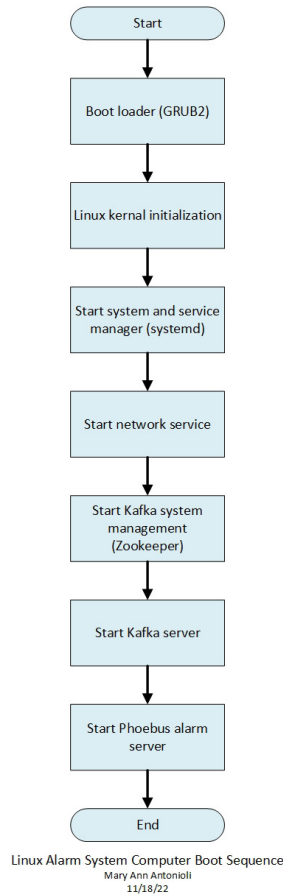 Start
Boot loader (GRUB2)
Linux kernal initialization
Start system and service
manager (systemd)
Start network service
Start Kafka system
management
(Zookeeper)
Start Kafka server
Start Phoebus alarm
server
End
Linux Alarm System Computer Boot Sequence
Mary Ann Antonioli
11/18/22